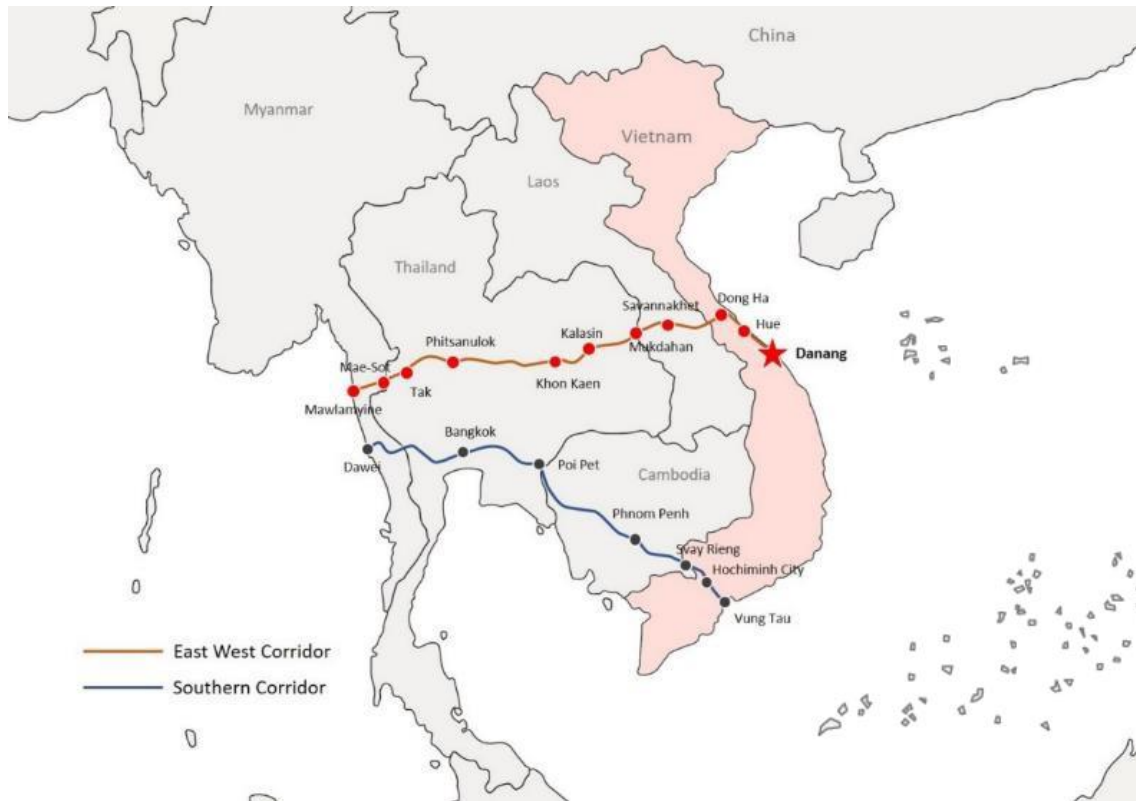 China
Myanmar
Vietnam
Laos
Thailand
Savannakhet
Dong Ha
Hue
Kalasin
Mukdahan
Danang
Phitsanulok
Mae-Sot
Khon Kaen
Tak
Mawlamyine
Bangkok
Dawei
Poi Pet
Cambodia
Phnom Penh
Svay Rieng
Hochiminh City
Vung Tau
East West Corridor
Southern Corridor